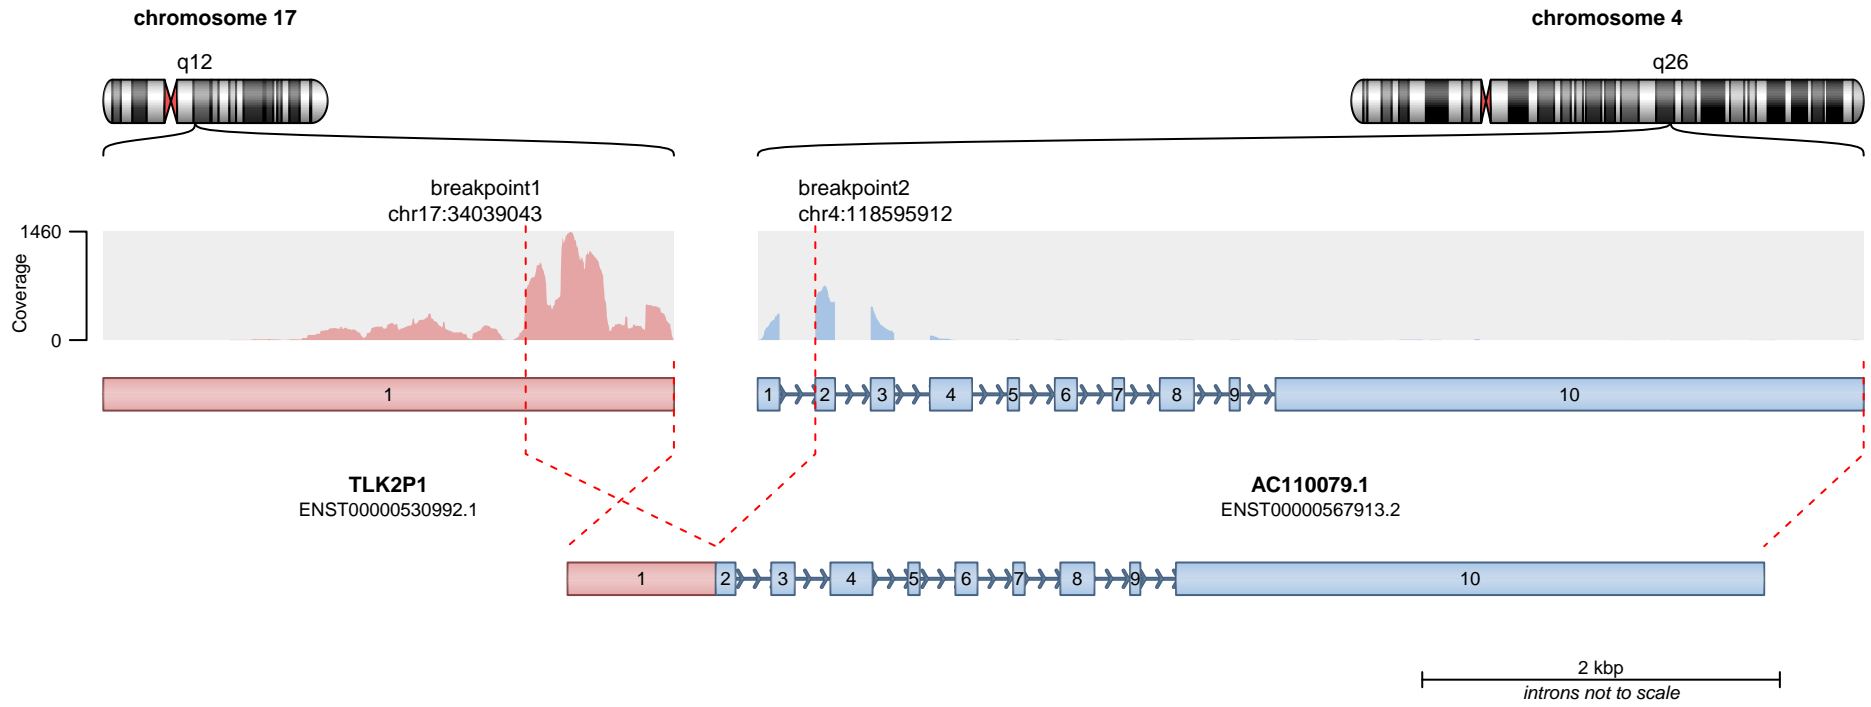 chromosome 17
chromosome 4
q12
q26
breakpoint1
chr17:34039043
breakpoint2
chr4:118595912
1460
Coverage
0
1
1 2 3 4 5 6 7 8 9 10
TLK2P1
ENST00000530992.1
AC110079.1
ENST00000567913.2
1 2 3 4 5 6 7 8 9 10
2 kbp
introns not to scale